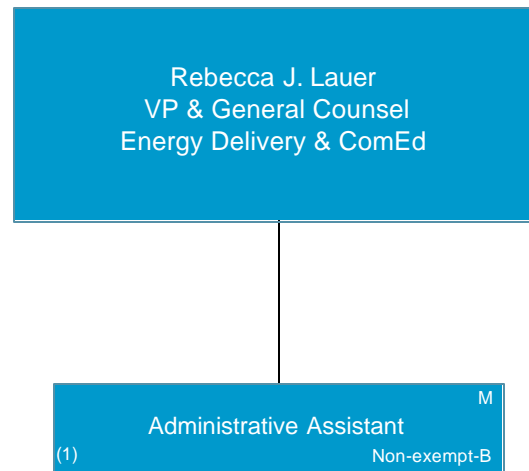 Rebecca J. Lauer
VP & General Counsel
Energy Delivery & ComEd
M
Administrative Assistant
(1) Non-exempt-B